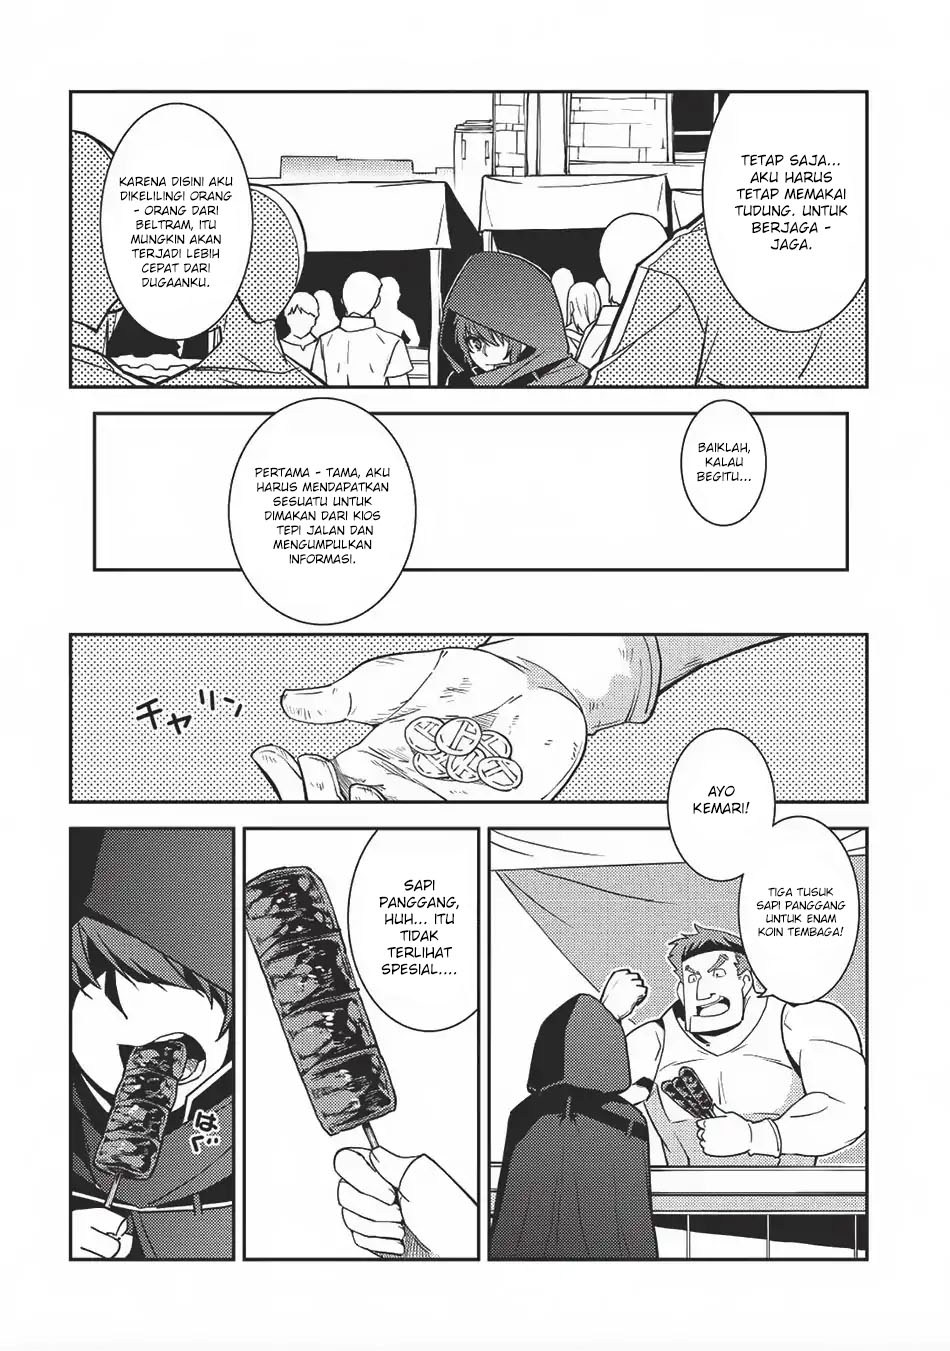 TETAP SAJA...
AKU HARUS
TETAP MEMAKAI
TUDUNG. UNTUK
BERJAGA -
JAGA.
KARENA DISINI AKU
DIKELILINGI ORANG
- ORANG DARI
BELTRAM, ITU
MUNGKIN AKAN
TERJADI LEBIH
CEPAT DARI
DUGAANKU.
BAIKLAH,
KALAU
BEGITU...
PERTAMA - TAMA, AKU
HARUS MENDAPATKAN
SESUATU UNTUK
DIMAKAN DARI KIOS
TEPI JALAN DAN
MENGUMPULKAN
INFORMASI.
チャリン
AYO
KEMARI!
TIGA TUSUK
SAPI PANGGANG
UNTUK ENAM
KOIN TEMBAGA!
SAPI
PANGGANG,
HUH... ITU
TIDAK
TERLIHAT
SPESIAL....
はぐ